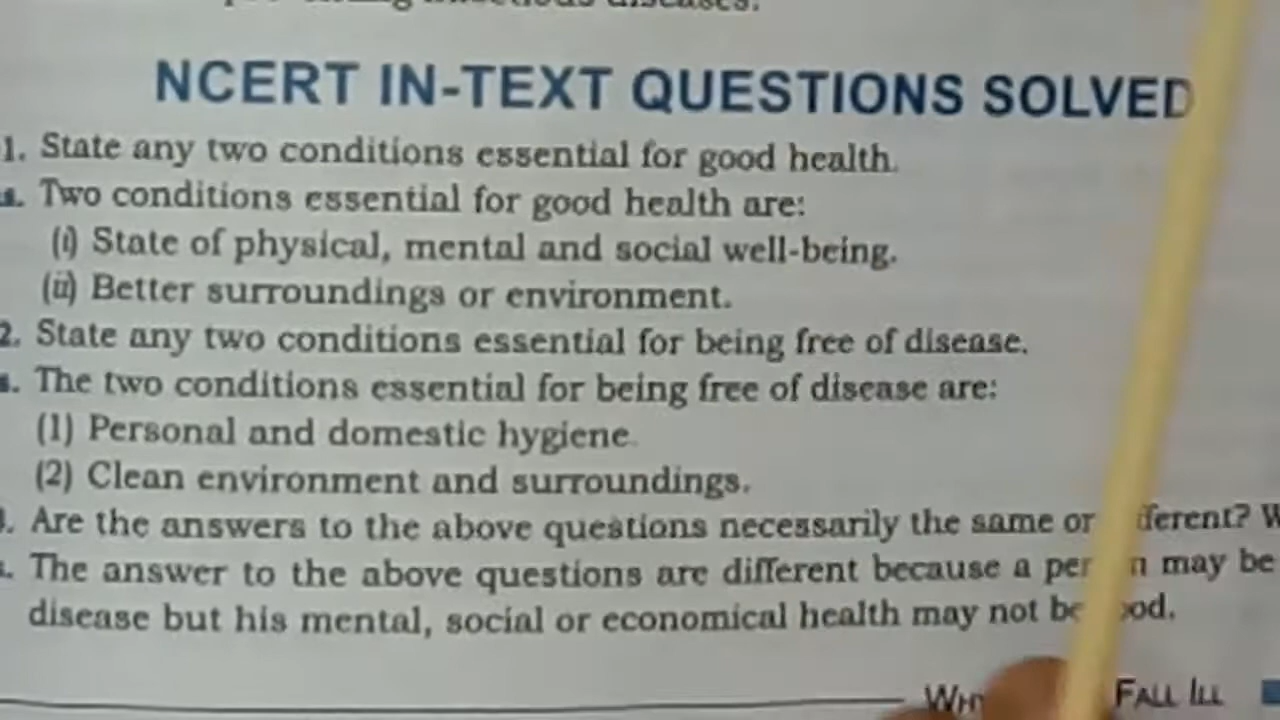 diseases.
NCERT IN-TEXT QUESTIONS SOLVED
1. State any two conditions essential for good health.
s. Two conditions essential for good health are:
(i) State of physical, mental and social well-being.
(ii) Better surroundings or environment.
2. State any two conditions essential for being free of disease.
s. The two conditions essential for being free of disease are:
(1) Personal and domestic hygiene
(2) Clean environment and surroundings.
3. Are the answers to the above questions necessarily the same or ferent? W
s. The answer to the above questions are different because a per n may be
disease but his mental, social or economical health may not be ood.
WHY FALL ILL